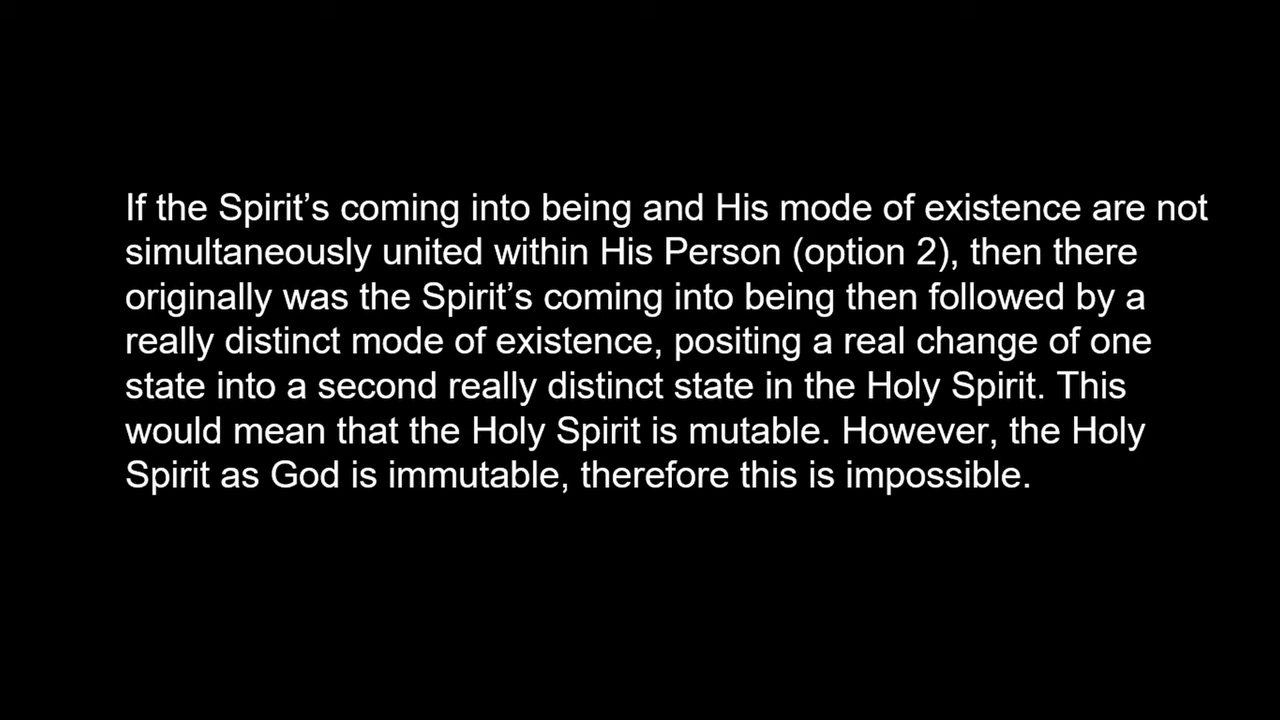 If the Spirit’s coming into being and His mode of existence are not
simultaneously united within His Person (option 2), then there
originally was the Spirit’s coming into being then followed by a
really distinct mode of existence, positing a real change of one
state into a second really distinct state in the Holy Spirit. This
would mean that the Holy Spirit is mutable. However, the Holy
Spirit as God is immutable, therefore this is impossible.